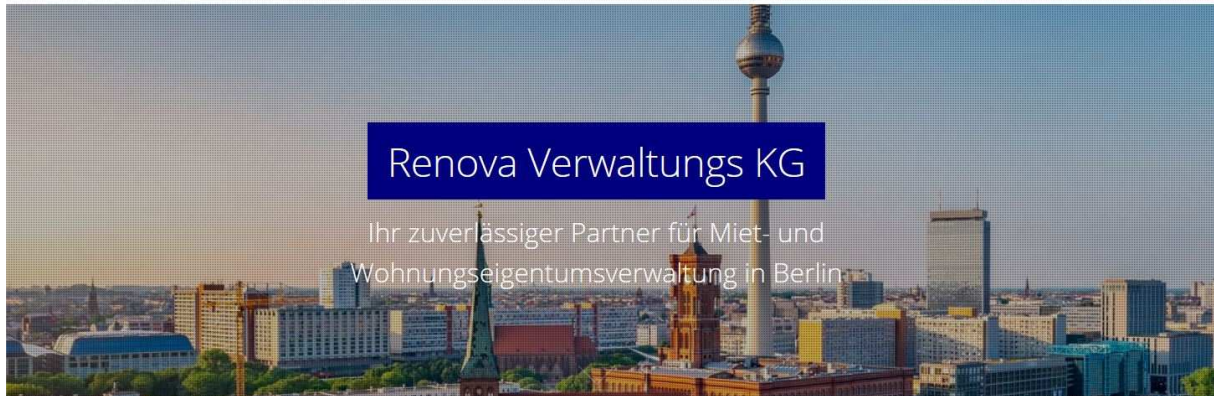 Renova Verwaltungs KG
Ihr zuverlässiger Partner für Miet- und
Wohnungseigentumsverwaltung in Berlin